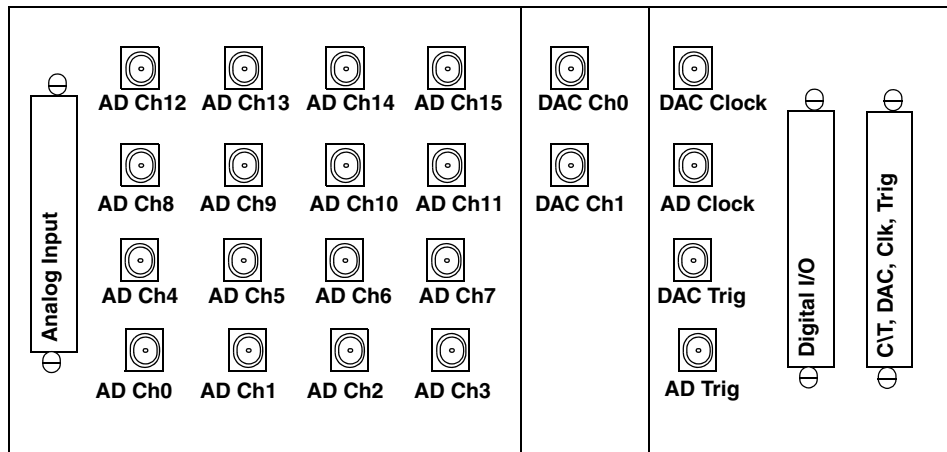 AD Ch12 AD Ch13 AD Ch14 AD Ch15 DAC Ch0 DAC Clock
AD Ch8 AD Ch9 AD Ch10 AD Ch11 DAC Ch1 AD Clock
AD Ch4 AD Ch5 AD Ch6 AD Ch7 DAC Trig
AD Ch0 AD Ch1 AD Ch2 AD Ch3 AD Trig
Analog Input
Digital I/O
C\T, DAC, Clk, Trig